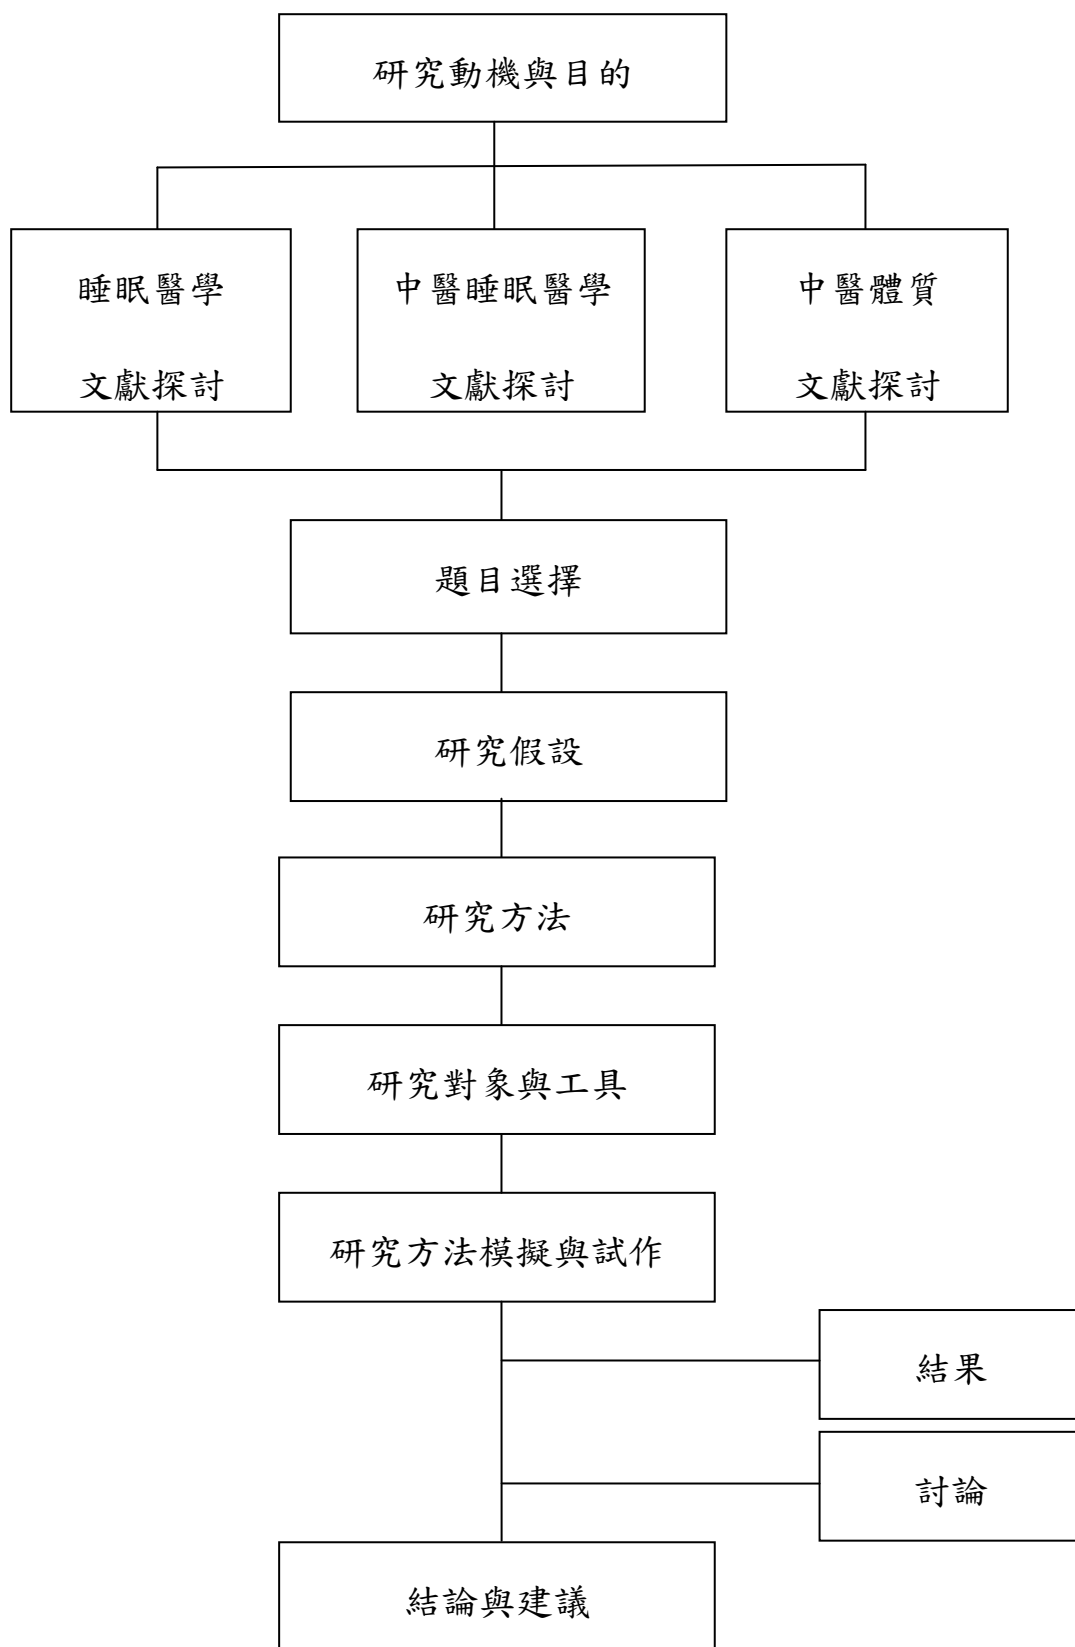 研究動機與目的
睡眠醫學
文獻探討
中醫睡眠醫學
文獻探討
中醫體質
文獻探討
題目選擇
研究假設
研究方法
研究對象與工具
研究方法模擬與試作
結果
討論
結論與建議